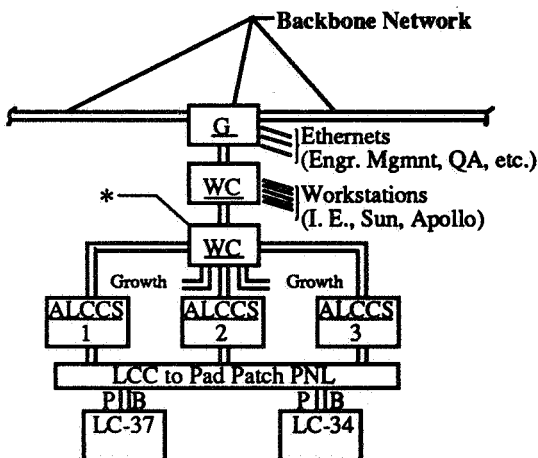 Backbone Network
G
Ethernets
(Engr. Mgmnt, QA, etc.)
WC
Workstations
(I. E., Sun, Apollo)
*
WC
Growth
Growth
ALCCS
1
ALCCS
2
ALCCS
3
LCC to Pad Patch PNL
P B
P B
LC-37
LC-34